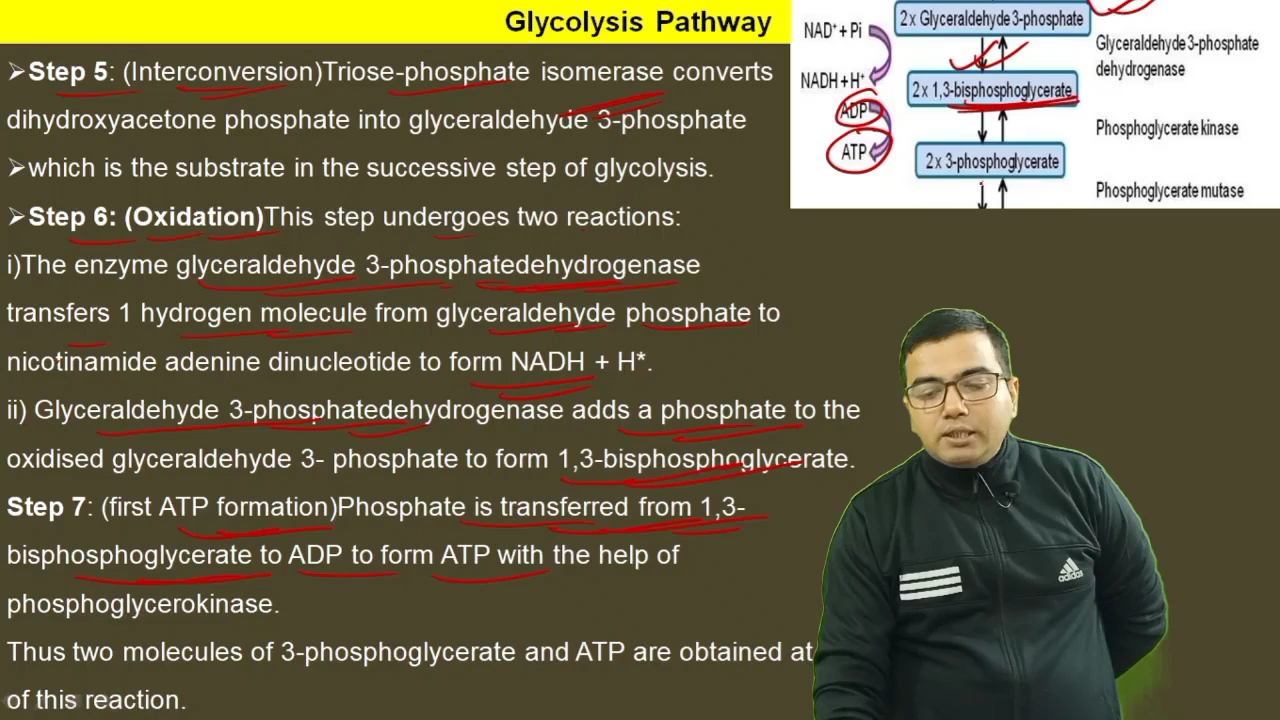 Glycolysis Pathway
➢Step 5: (Interconversion)Triose-phosphate isomerase converts
dihydroxyacetone phosphate into glyceraldehyde 3-phosphate
➢which is the substrate in the successive step of glycolysis.
➢Step 6: (Oxidation)This step undergoes two reactions:
i)The enzyme glyceraldehyde 3-phosphatedehydrogenase
transfers 1 hydrogen molecule from glyceraldehyde phosphate to
nicotinamide adenine dinucleotide to form NADH + H*.
ii) Glyceraldehyde 3-phosphatedehydrogenase adds a phosphate to the
oxidised glyceraldehyde 3- phosphate to form 1,3-bisphosphoglycerate.
Step 7: (first ATP formation)Phosphate is transferred from 1,3-
bisphosphoglycerate to ADP to form ATP with the help of
phosphoglycerokinase.
Thus two molecules of 3-phosphoglycerate and ATP are obtained at
of this reaction.
2 x Glyceraldehyde 3-phosphate
NAD⁺ + Pi
Glyceraldehyde 3-phosphate
dehydrogenase
NADH + H⁺
2 x 1,3-bisphosphoglycerate
ADP
Phosphoglycerate kinase
ATP
2 x 3-phosphoglycerate
Phosphoglycerate mutase
adidas